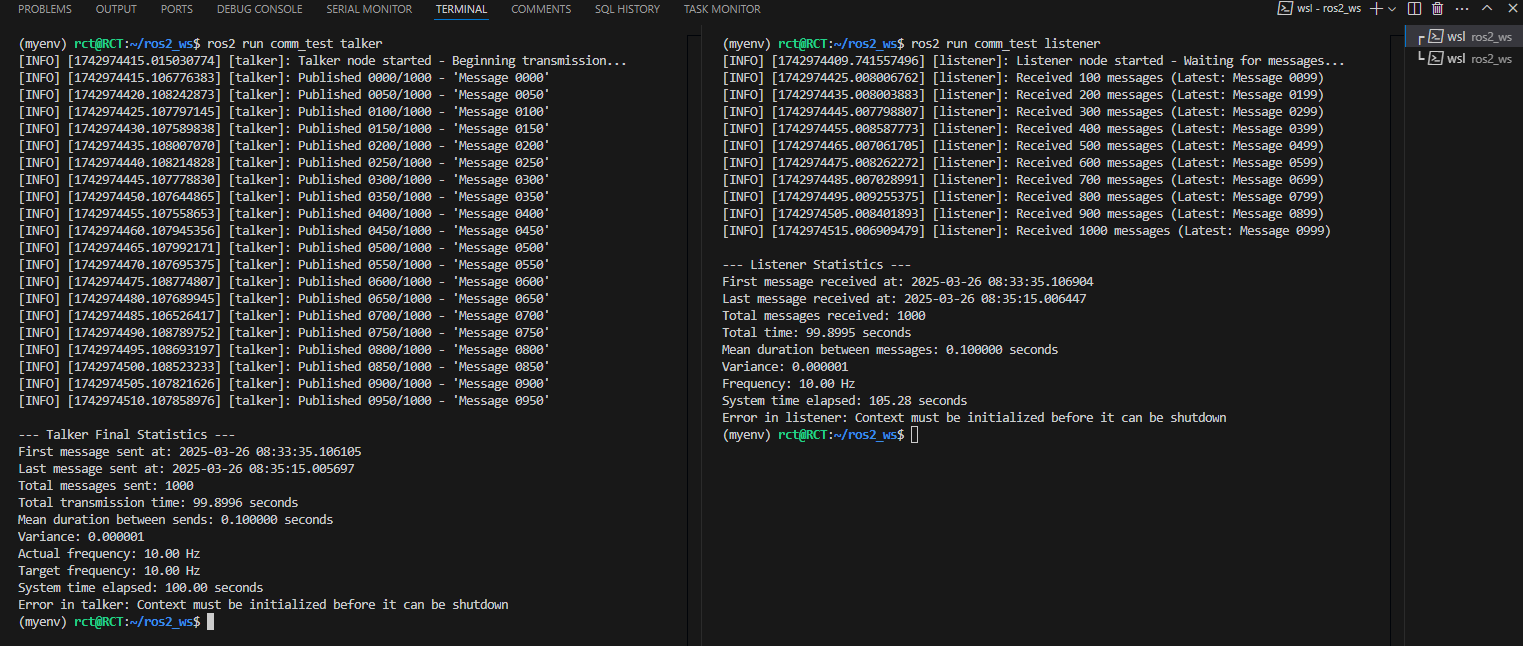 PROBLEMS OUTPUT PORTS DEBUG CONSOLE SERIAL MONITOR TERMINAL COMMENTS SQL HISTORY TASK MONITOR
wsl - ros2_ws
(myenv) rct@RCT:~/ros2_ws$ ros2 run comm_test talker
[INFO] [1742974415.015030774] [talker]: Talker node started - Beginning transmission...
[INFO] [1742974415.106776383] [talker]: Published 0000/1000 - 'Message 0000'
[INFO] [1742974420.108242873] [talker]: Published 0050/1000 - 'Message 0050'
[INFO] [1742974425.107797145] [talker]: Published 0100/1000 - 'Message 0100'
[INFO] [1742974430.107589838] [talker]: Published 0150/1000 - 'Message 0150'
[INFO] [1742974435.108007070] [talker]: Published 0200/1000 - 'Message 0200'
[INFO] [1742974440.108214828] [talker]: Published 0250/1000 - 'Message 0250'
[INFO] [1742974445.107778830] [talker]: Published 0300/1000 - 'Message 0300'
[INFO] [1742974450.107644865] [talker]: Published 0350/1000 - 'Message 0350'
[INFO] [1742974455.107558653] [talker]: Published 0400/1000 - 'Message 0400'
[INFO] [1742974460.107945356] [talker]: Published 0450/1000 - 'Message 0450'
[INFO] [1742974465.107992171] [talker]: Published 0500/1000 - 'Message 0500'
[INFO] [1742974470.107695375] [talker]: Published 0550/1000 - 'Message 0550'
[INFO] [1742974475.108774807] [talker]: Published 0600/1000 - 'Message 0600'
[INFO] [1742974480.107689945] [talker]: Published 0650/1000 - 'Message 0650'
[INFO] [1742974485.106526417] [talker]: Published 0700/1000 - 'Message 0700'
[INFO] [1742974490.108789752] [talker]: Published 0750/1000 - 'Message 0750'
[INFO] [1742974495.108693197] [talker]: Published 0800/1000 - 'Message 0800'
[INFO] [1742974500.108523233] [talker]: Published 0850/1000 - 'Message 0850'
[INFO] [1742974505.107821626] [talker]: Published 0900/1000 - 'Message 0900'
[INFO] [1742974510.107858976] [talker]: Published 0950/1000 - 'Message 0950'
--- Talker Final Statistics ---
First message sent at: 2025-03-26 08:33:35.106105
Last message sent at: 2025-03-26 08:35:15.005697
Total messages sent: 1000
Total transmission time: 99.8996 seconds
Mean duration between sends: 0.100000 seconds
Variance: 0.000001
Actual frequency: 10.00 Hz
Target frequency: 10.00 Hz
System time elapsed: 100.00 seconds
Error in talker: Context must be initialized before it can be shutdown
(myenv) rct@RCT:~/ros2_ws$
(myenv) rct@RCT:~/ros2_ws$ ros2 run comm_test listener
[INFO] [1742974409.741557496] [listener]: Listener node started - Waiting for messages...
[INFO] [1742974425.008006762] [listener]: Received 100 messages (Latest: Message 0099)
[INFO] [1742974435.008003883] [listener]: Received 200 messages (Latest: Message 0199)
[INFO] [1742974445.007798807] [listener]: Received 300 messages (Latest: Message 0299)
[INFO] [1742974455.008587773] [listener]: Received 400 messages (Latest: Message 0399)
[INFO] [1742974465.007061705] [listener]: Received 500 messages (Latest: Message 0499)
[INFO] [1742974475.008262272] [listener]: Received 600 messages (Latest: Message 0599)
[INFO] [1742974485.007028991] [listener]: Received 700 messages (Latest: Message 0699)
[INFO] [1742974495.009255375] [listener]: Received 800 messages (Latest: Message 0799)
[INFO] [1742974505.008401893] [listener]: Received 900 messages (Latest: Message 0899)
[INFO] [1742974515.006909479] [listener]: Received 1000 messages (Latest: Message 0999)
--- Listener Statistics ---
First message received at: 2025-03-26 08:33:35.106904
Last message received at: 2025-03-26 08:35:15.006447
Total messages received: 1000
Total time: 99.8995 seconds
Mean duration between messages: 0.100000 seconds
Variance: 0.000001
Frequency: 10.00 Hz
System time elapsed: 105.28 seconds
Error in listener: Context must be initialized before it can be shutdown
(myenv) rct@RCT:~/ros2_ws$
wsl ros2_ws
wsl ros2_ws